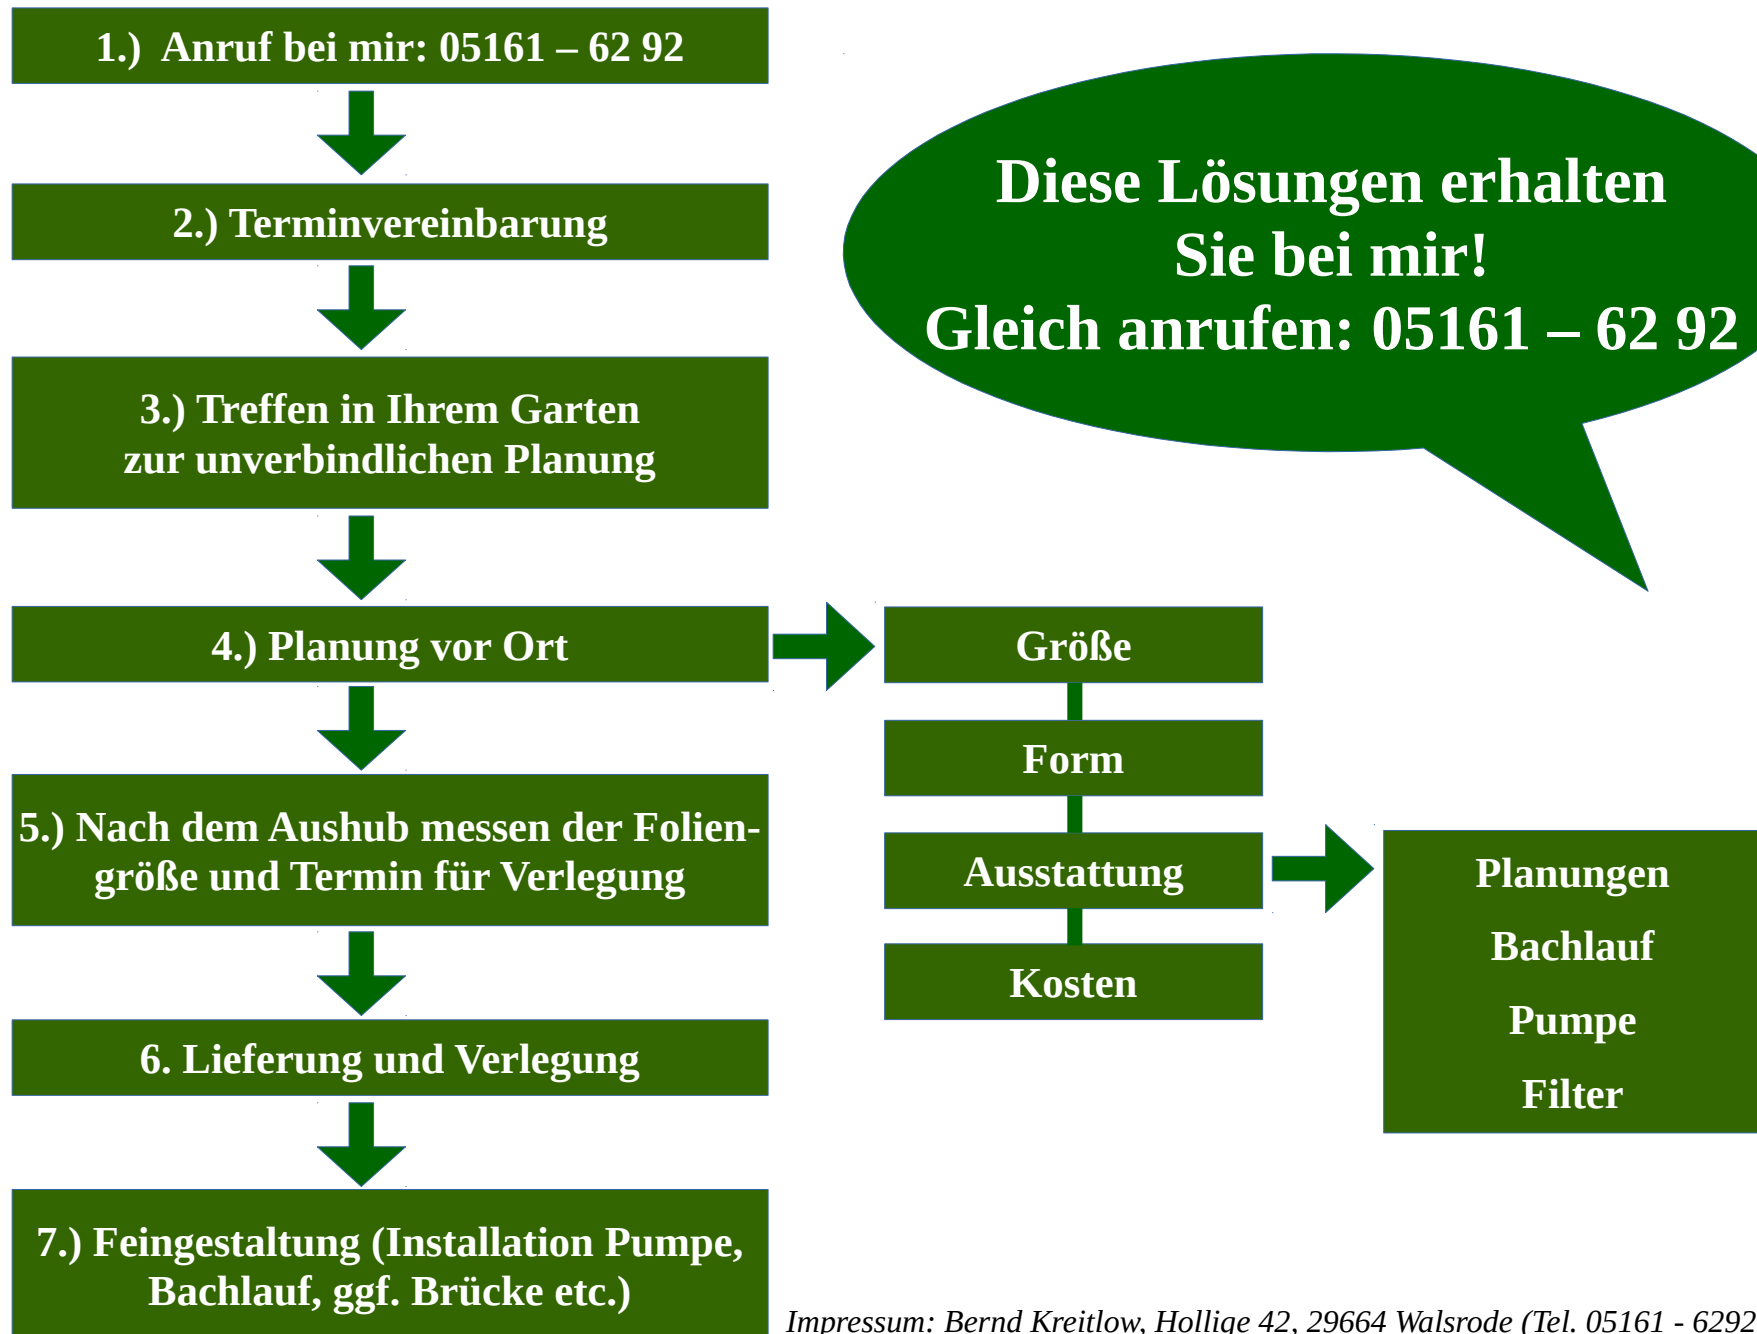 1.) Anruf bei mir: 05161 – 62 92
2.) Terminvereinbarung
3.) Treffen in Ihrem Garten
zur unverbindlichen Planung
4.) Planung vor Ort
5.) Nach dem Aushub messen der Folien-
größe und Termin für Verlegung
6. Lieferung und Verlegung
7.) Feingestaltung (Installation Pumpe,
Bachlauf, ggf. Brücke etc.)
Diese Lösungen erhalten
Sie bei mir!
Gleich anrufen: 05161 – 62 92
Größe
Form
Ausstattung
Kosten
Planungen
Bachlauf
Pumpe
Filter
Impressum: Bernd Kreitlow, Hollige 42, 29664 Walsrode (Tel. 05161 - 6292